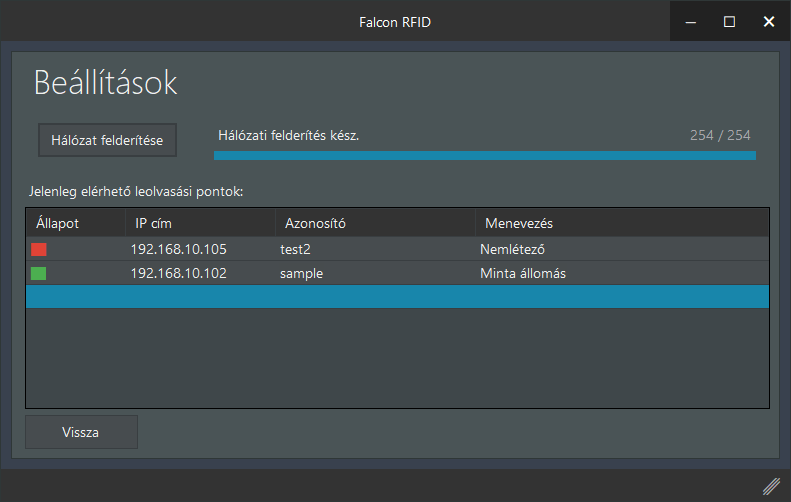 Falcon RFID
Beállítások
Hálózat felderítése
Hálózati felderítés kész. 254 / 254
Jelenleg elérhető leolvasási pontok:
Állapot IP cím Azonosító Menevezés
192.168.10.105 test2 Nemlétező
192.168.10.102 sample Minta állomás
Vissza